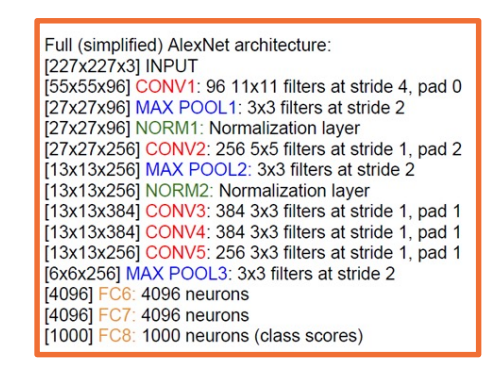 Full (simplified) AlexNet architecture:
[227x227x3] INPUT
[55x55x96] CONV1: 96 11x11 filters at stride 4, pad 0
[27x27x96] MAX POOL1: 3x3 filters at stride 2
[27x27x96] NORM1: Normalization layer
[27x27x256] CONV2: 256 5x5 filters at stride 1, pad 2
[13x13x256] MAX POOL2: 3x3 filters at stride 2
[13x13x256] NORM2: Normalization layer
[13x13x384] CONV3: 384 3x3 filters at stride 1, pad 1
[13x13x384] CONV4: 384 3x3 filters at stride 1, pad 1
[13x13x256] CONV5: 256 3x3 filters at stride 1, pad 1
[6x6x256] MAX POOL3: 3x3 filters at stride 2
[4096] FC6: 4096 neurons
[4096] FC7: 4096 neurons
[1000] FC8: 1000 neurons (class scores)